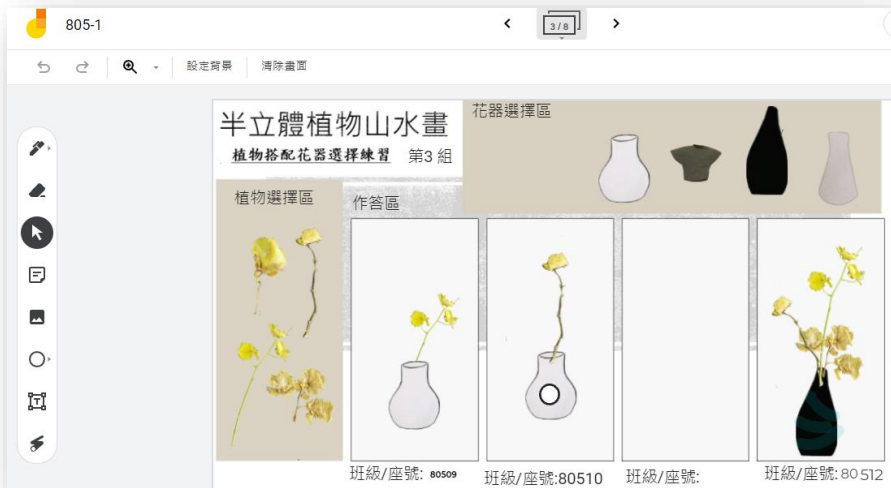 805-1
3 / 8
設定背景
清除畫面
半立體植物山水畫
植物搭配花器選擇練習 第3 組
花器選擇區
植物選擇區
作答區
班級/座號: 80509
班級/座號:80510
班級/座號:
班級/座號: 80 512